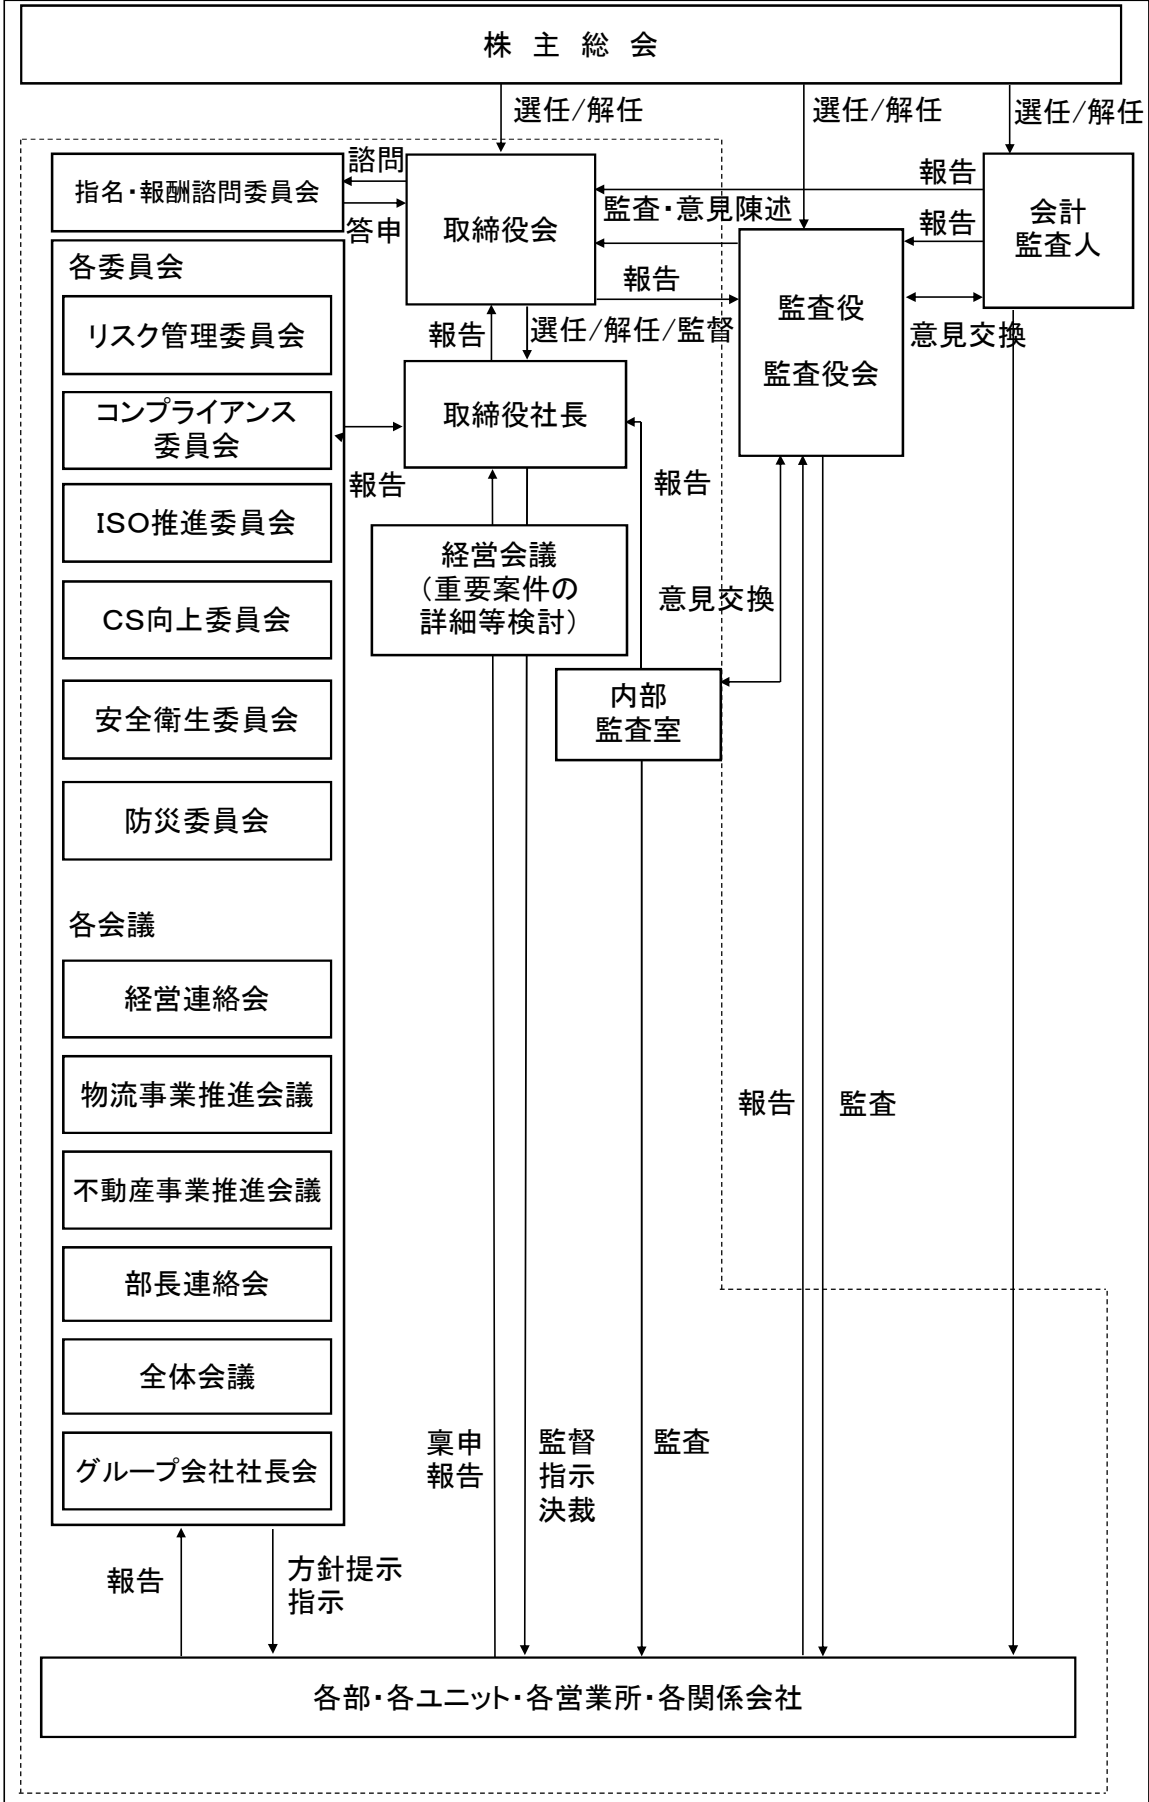 株 主 総 会
選任/解任
選任/解任
選任/解任
指名・報酬諮問委員会
諮問
答申
取締役会
報告
監査・意見陳述
報告
会計
監査人
各委員会
リスク管理委員会
報告
監査役
監査役会
意見交換
報告
選任/解任/監督
コンプライアンス
委員会
取締役社長
報告
報告
ISO推進委員会
経営会議
(重要案件の
詳細等検討)
意見交換
CS向上委員会
安全衛生委員会
内部
監査室
防災委員会
各会議
経営連絡会
物流事業推進会議
報告
監査
不動産事業推進会議
部長連絡会
全体会議
グループ会社社長会
稟申
報告
監督
指示
決裁
監査
報告
方針提示
指示
各部・各ユニット・各営業所・各関係会社